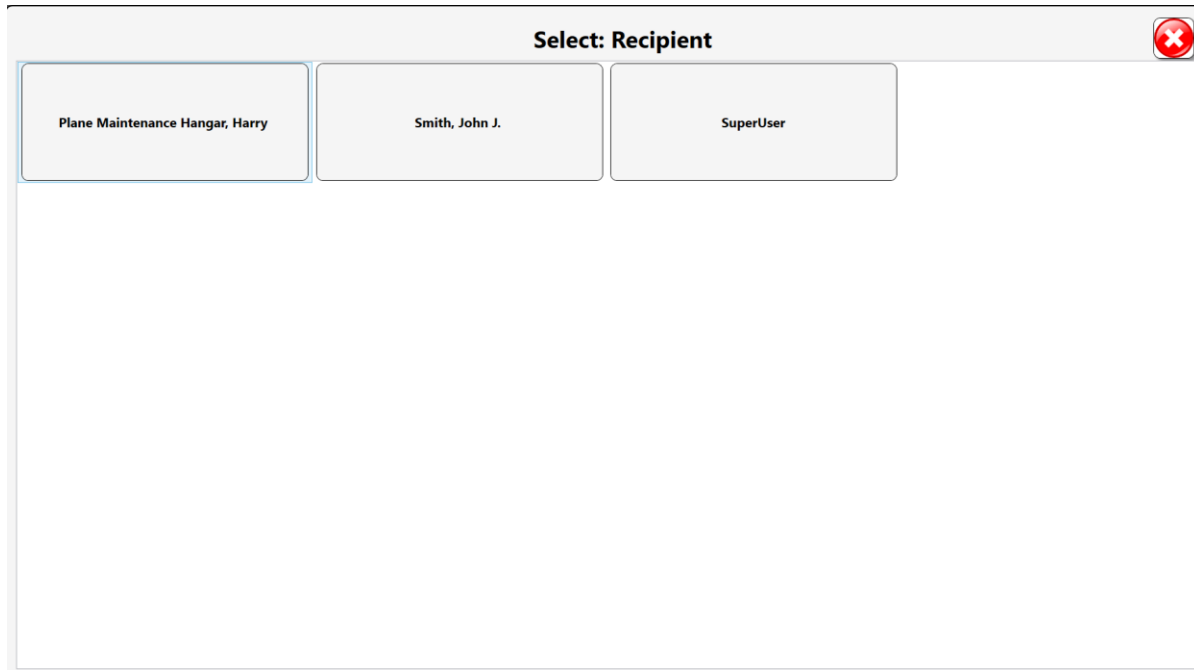 Select: Recipient
Plane Maintenance Hangar, Harry
Smith, John J.
SuperUser